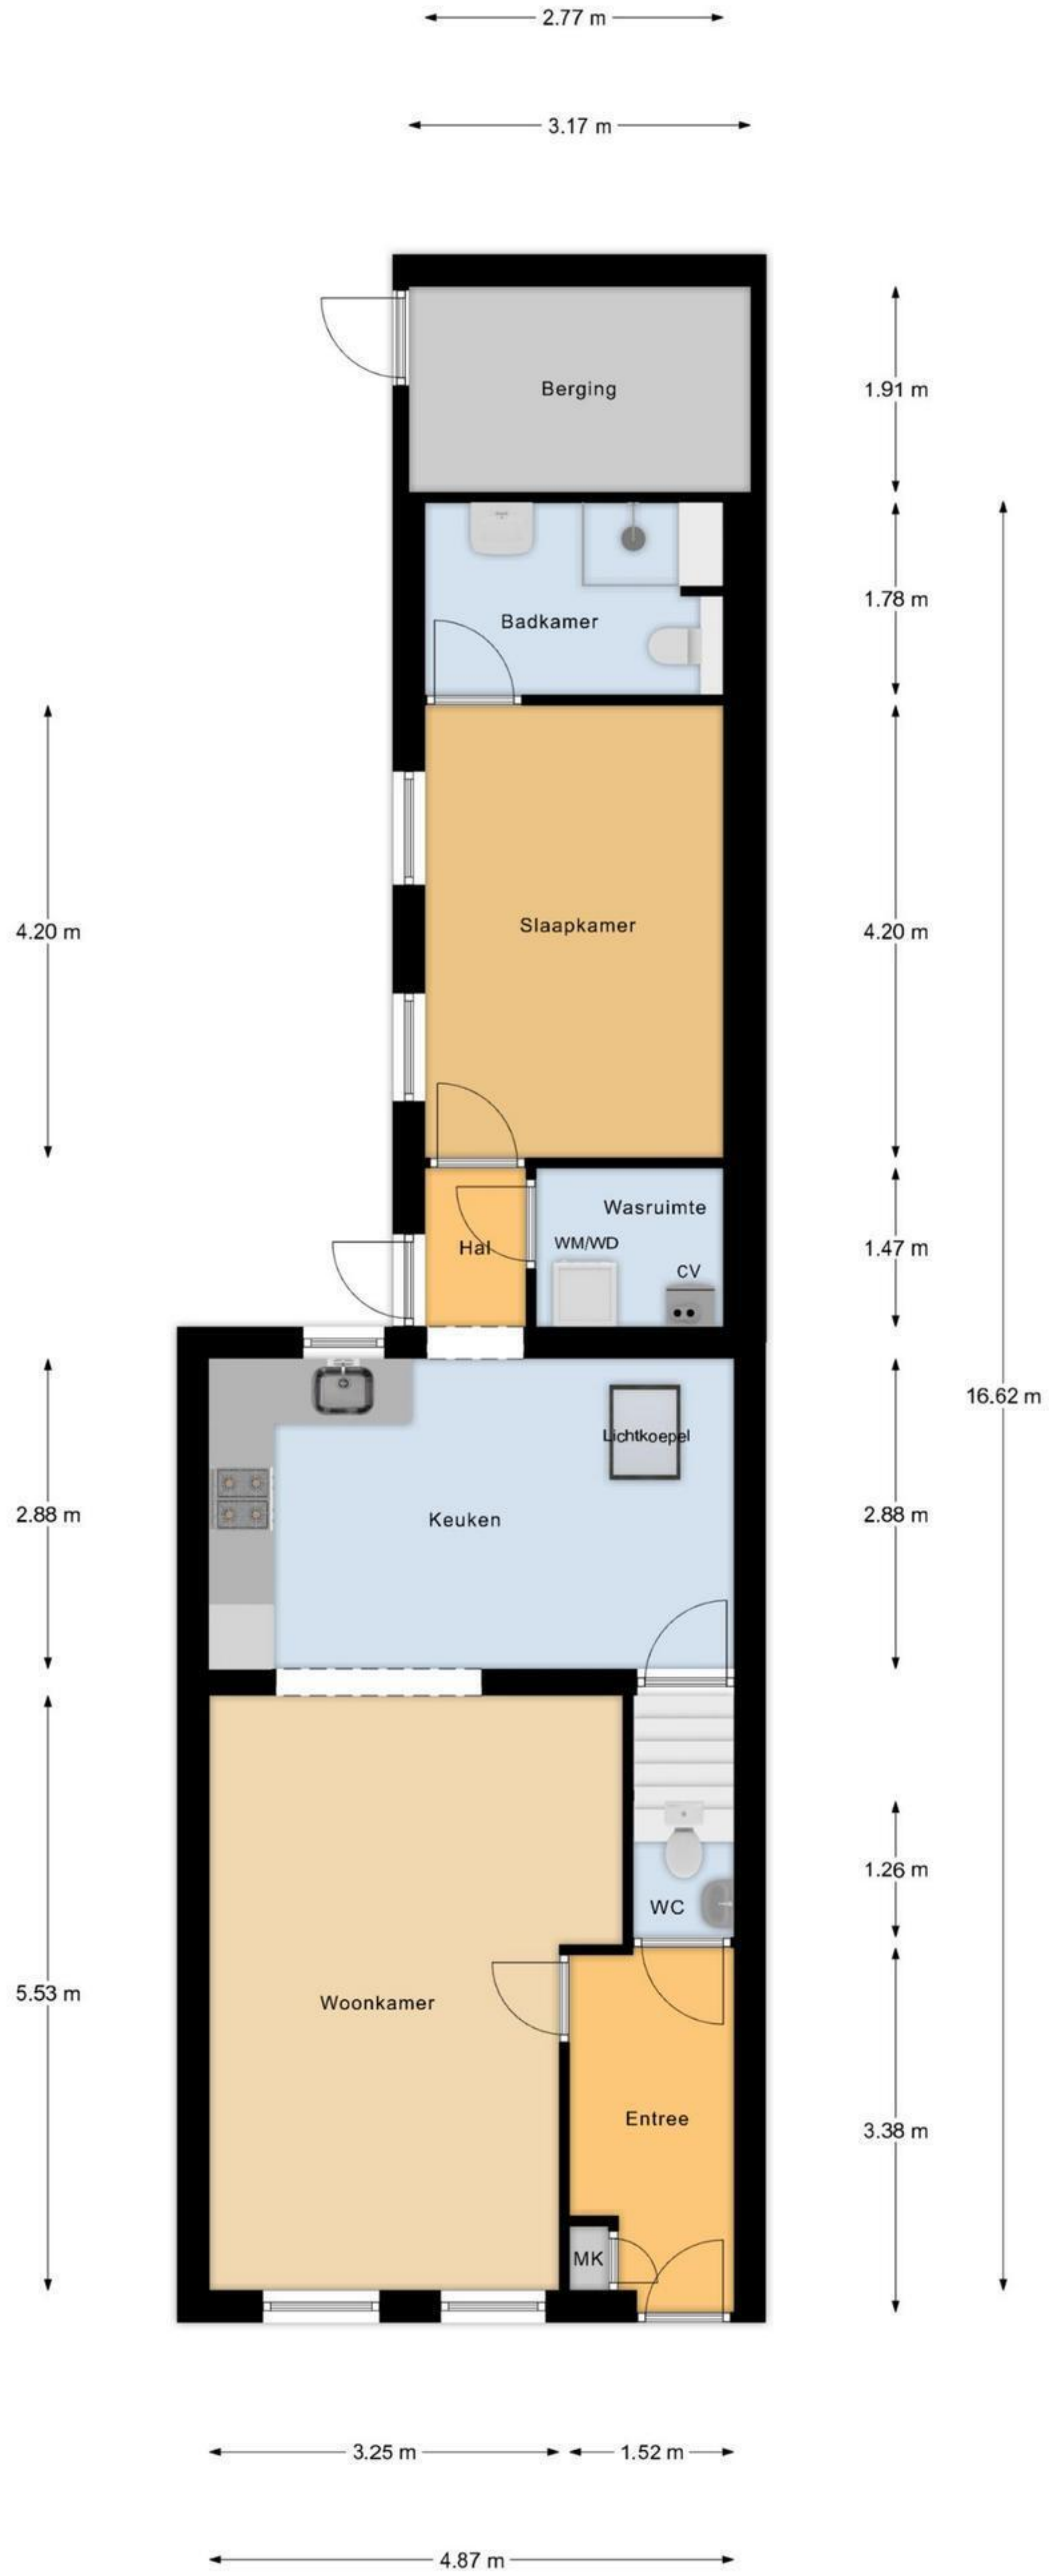 2.77 m
3.17 m
Berging
1.91 m
Badkamer
1.78 m
4.20 m
Slaapkamer
4.20 m
Wasruimte
Hal
WM/WD
CV
1.47 m
Lichtkoepel
16.62 m
2.88 m
Keuken
2.88 m
WC
1.26 m
5.53 m
Woonkamer
Entree
3.38 m
MK
3.25 m
1.52 m
4.87 m